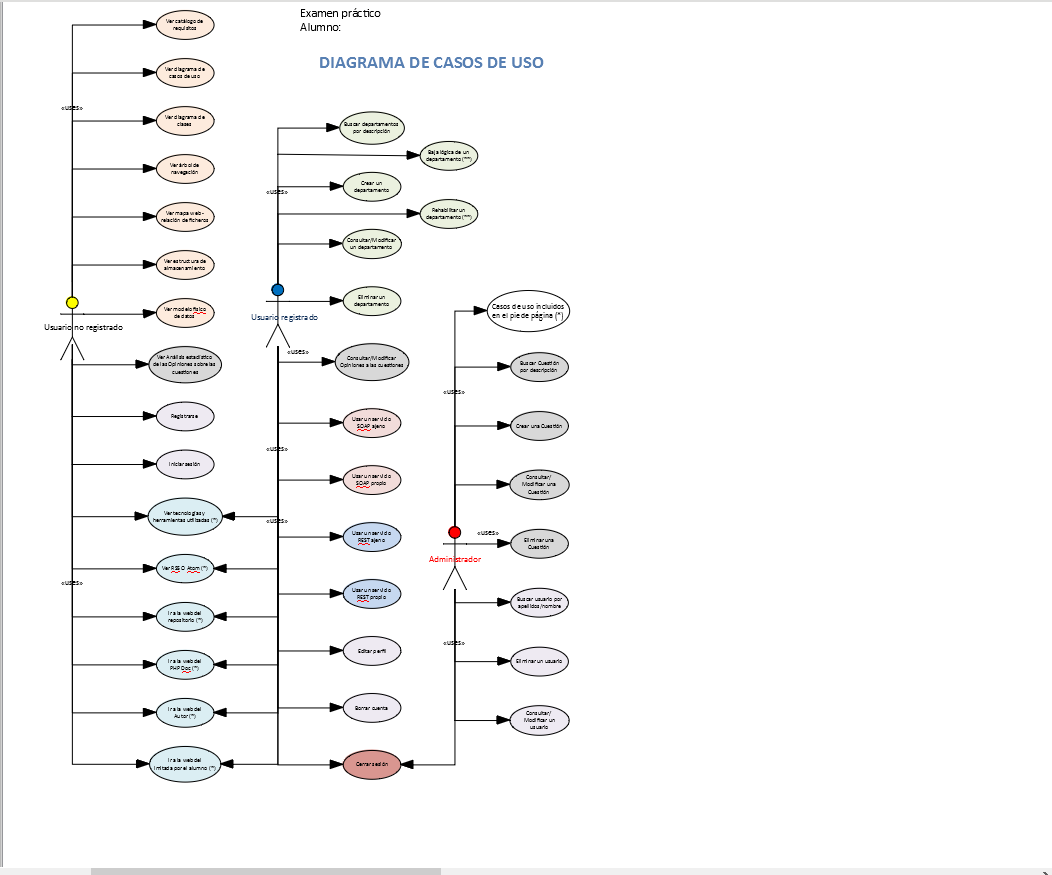 Examen práctico
Alumno:
DIAGRAMA DE CASOS DE USO
Ver catálogo de
requisitos
Ver diagrama de
casos de uso
«uses»
Ver diagrama de
clases
Ver árbol de
navegación
Ver mapa web -
relación de ficheros
Ver estructura de
almacenamiento
Ver modelo físico
de datos
Usuario no registrado
Ver Análisis estadístico
de las Opiniones sobre las
cuestiones
Registrarse
Iniciar sesión
Ver tecnologías y
herramientas utilizadas (*)
Ver RSS O Atom (*)
«uses»
Ir a la web del
repositorio (*)
Ir a la web del
PHP Doc (*)
Ir a la web del
Autor (*)
Ir a la web del
imitada por el alumno (*)
Buscar departamentos
por descripción
Baja lógica de un
departamento (**)
Crear un
departamento
«uses»
Rehabilitar un
departamento (**)
Consultar/Modificar
un departamento
Eliminar un
departamento
Usuario registrado
«uses»
Consultar/Modificar
Opiniones a las cuestiones
Usar un servicio
SOAP ajeno
«uses»
Usar un servicio
SOAP propio
«uses»
Usar un servicio
REST ajeno
Usar un servicio
REST propio
Editar perfil
Borrar cuenta
Cerrar sesión
Casos de uso incluidos
en el pie de página (*)
Buscar Cuestión
por descripción
«uses»
Crear una Cuestión
Consultar/
Modificar una
Cuestión
«uses»
Eliminar una
Cuestión
Administrador
Buscar usuario por
apellidos/nombre
«uses»
Eliminar un usuario
Consultar/
Modificar un
usuario